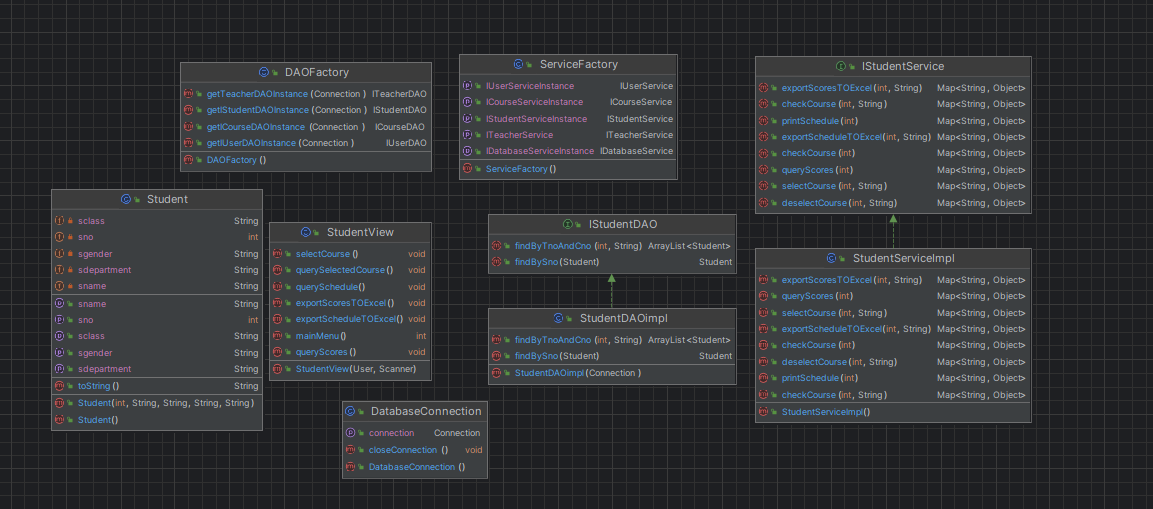 DAOFactory
getTeacherDAOInstance (Connection ) ITeacherDAO
getIStudentDAOInstance (Connection ) IStudentDAO
getICourseDAOInstance (Connection ) ICourseDAO
getIUserDAOInstance (Connection ) IUserDAO
DAOFactory ()
ServiceFactory
IUserServiceInstance IUserService
ICourseServiceInstance ICourseService
IStudentServiceInstance IStudentService
ITeacherService ITeacherService
IDatabaseServiceInstance IDatabaseService
ServiceFactory ()
IStudentService
exportScoresTOExcel (int, String) Map<String, Object>
checkCourse (int, String) Map<String, Object>
printSchedule (int) Map<String, Object>
exportScheduleTOExcel (int, String) Map<String, Object>
checkCourse (int) Map<String, Object>
queryScores (int) Map<String, Object>
selectCourse (int, String) Map<String, Object>
deselectCourse (int, String) Map<String, Object>
Student
sclass String
sno int
sgender String
sdepartment String
sname String
sname String
sno int
sclass String
sgender String
sdepartment String
toString () String
Student(int, String, String, String, String)
Student()
StudentView
selectCourse () void
querySelectedCourse () void
querySchedule() void
exportScoresTOExcel () void
exportScheduleTOExcel () void
mainMenu () int
queryScores () void
StudentView(User, Scanner)
IStudentDAO
findByTnoAndCno (int, String) ArrayList<Student>
findBySno(Student) Student
StudentDAOimpl
findByTnoAndCno (int, String) ArrayList<Student>
findBySno(Student) Student
StudentDAOimpl(Connection )
StudentServiceImpl
exportScoresTOExcel (int, String) Map<String, Object>
queryScores (int) Map<String, Object>
selectCourse (int, String) Map<String, Object>
exportScheduleTOExcel (int, String) Map<String, Object>
checkCourse (int) Map<String, Object>
deselectCourse (int, String) Map<String, Object>
printSchedule (int) Map<String, Object>
checkCourse (int, String) Map<String, Object>
StudentServiceImpl()
DatabaseConnection
connection Connection
closeConnection () void
DatabaseConnection ()